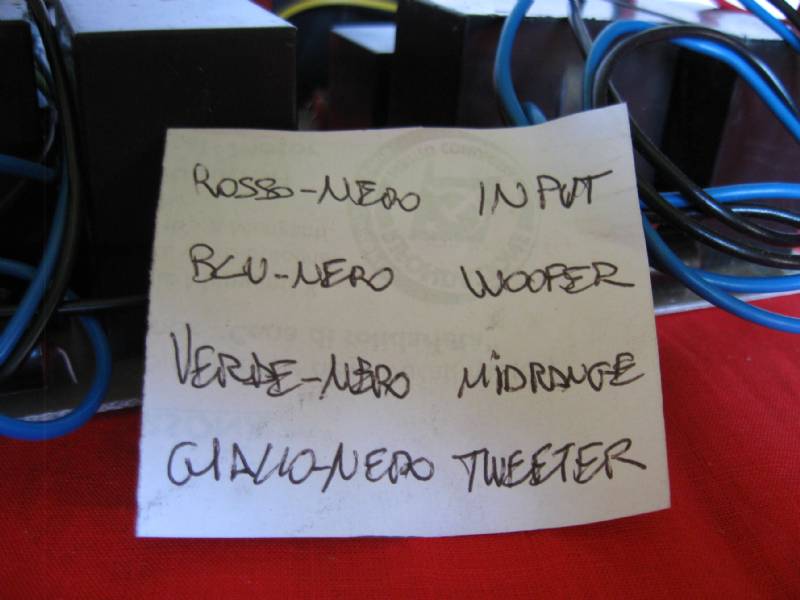 ROSSO-NERO INPUT
BLU-NERO WOOFER
VERDE-NERO MIDRANGE
GIALLO-NERO TWEETER